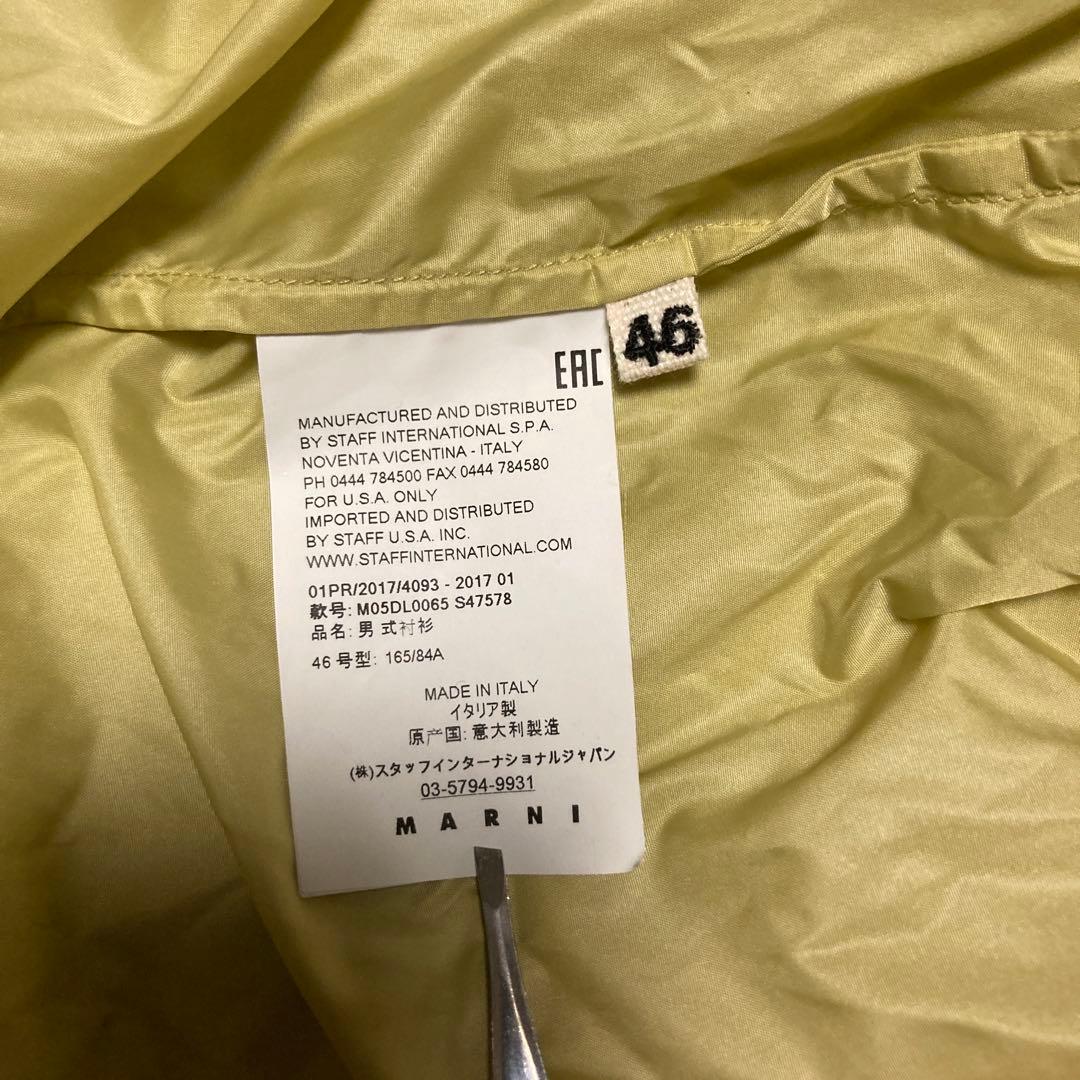 46
EAC
MANUFACTURED AND DISTRIBUTED
BY STAFF INTERNATIONAL S.P.A.
NOVENTA VICENTINA - ITALY
PH 0444 784500 FAX 0444 784580
FOR U.S.A. ONLY
IMPORTED AND DISTRIBUTED
BY STAFF U.S.A. INC.
WWW.STAFFINTERNATIONAL.COM
01PR/2017/4093 - 2017 01
款号: M05DL0065 S47578
品名: 男式衬衫
46 号型: 165/84A
MADE IN ITALY
イタリア製
原产国: 意大利製造
(株)スタッフインターナショナルジャパン
03-5794-9931
MARNI